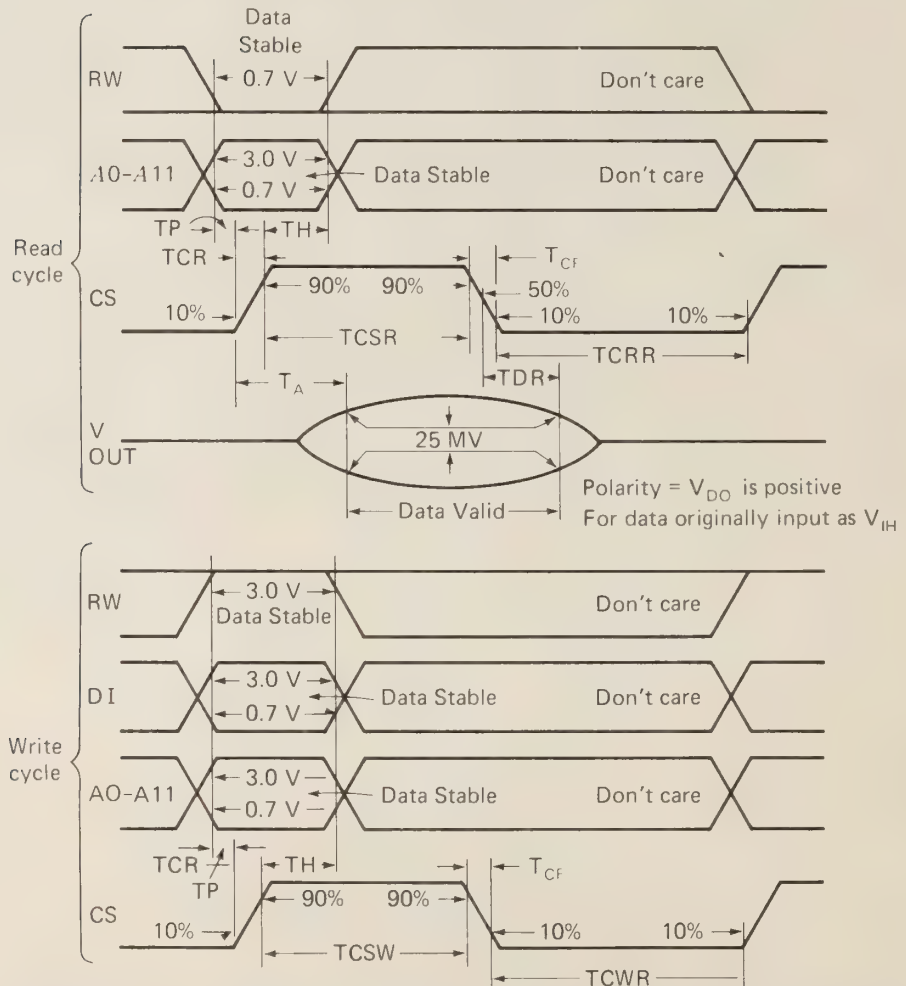 Data
Stable
RW
0.7 V
Don't care
A0-A11
3.0 V
Data Stable
Don't care
0.7 V
TP
TH
Read
cycle
TCR
T_CF
CS
90%
90%
50%
10%
10%
10%
TCSR
TCRR
T_A
TDR
V
OUT
25 MV
Data Valid
Polarity = V_DO is positive
For data originally input as V_IH
RW
3.0 V
Data Stable
Don't care
DI
3.0 V
Data Stable
Don't care
0.7 V
Write
cycle
A0-A11
3.0 V
Data Stable
Don't care
0.7 V
TCR
TP
TH
T_CF
CS
90%
90%
10%
10%
10%
TCSW
TCWR